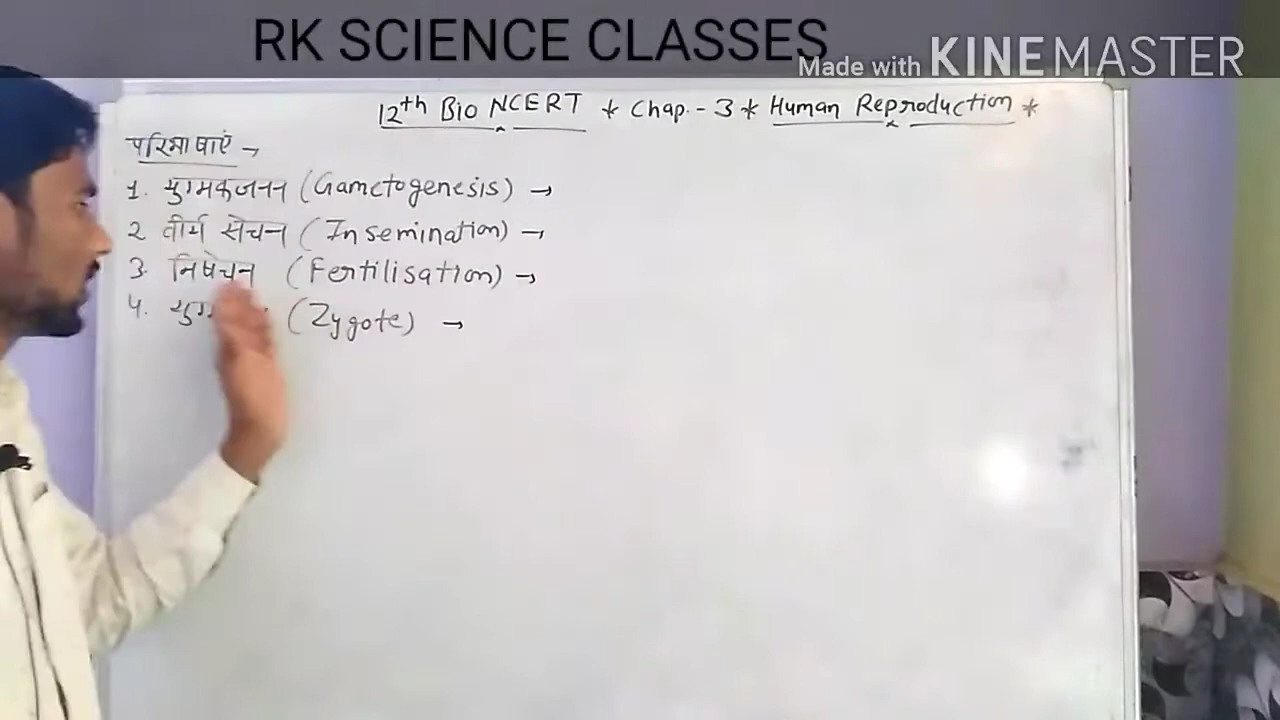 RK SCIENCE CLASSES
Made with KINEMASTER
12th Bio NCERT * Chap. - 3 * Human Reproduction *
परिभाषाएं →
1. युग्मकजनन (Gametogenesis) →
2 वीर्य सेचन (Insemination) →
3. निषेचन (Fertilisation) →
4. (Zygote) →